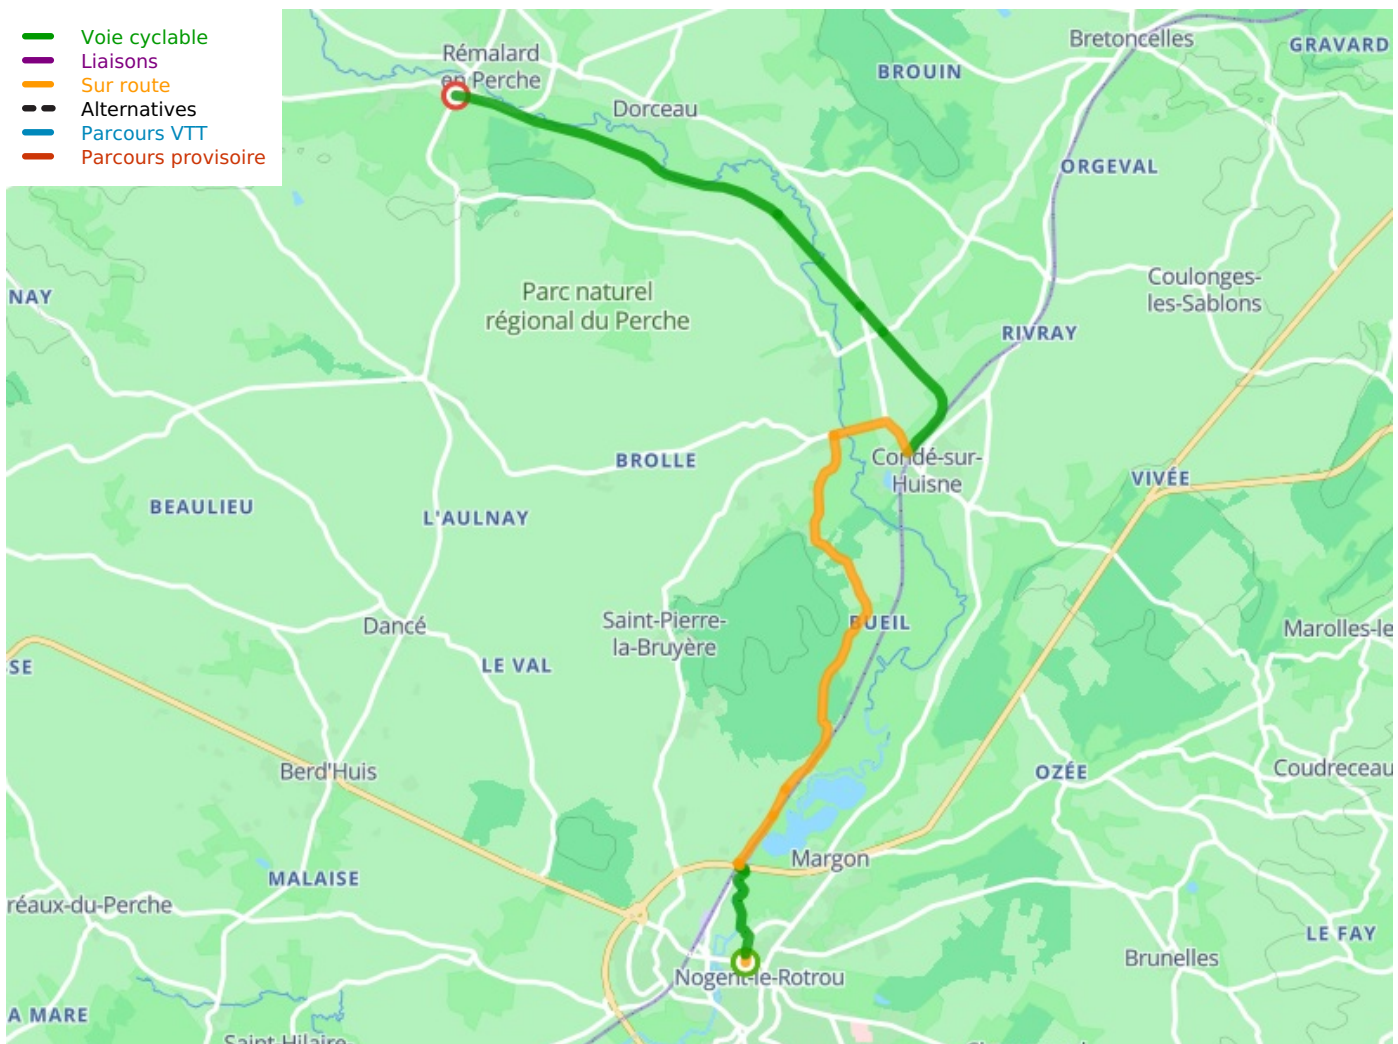 Voie cyclable
Liaisons
Sur route
Alternatives
Parcours VTT
Parcours provisoire
Rémalard
en Perche
Dorceau
BROUIN
Bretoncelles
GRAVARD
ORGEVAL
Coulonges-
les-Sablons
NAY
Parc naturel
régional du Perche
RIVRAY
BROLLE
Condé-sur-
Huisne
VIVÉE
BEAULIEU
L'AULNAY
Dancé
Saint-Pierre-
la-Bruyère
BUEIL
Marolles-le
SE
LE VAL
Berd'Huis
OZÉE
Coudreceau
Margon
MALAISE
réaux-du-Perche
LE FAY
Brunelles
Nogent-le-Rotrou
A MARE
Saint-Hilaire-